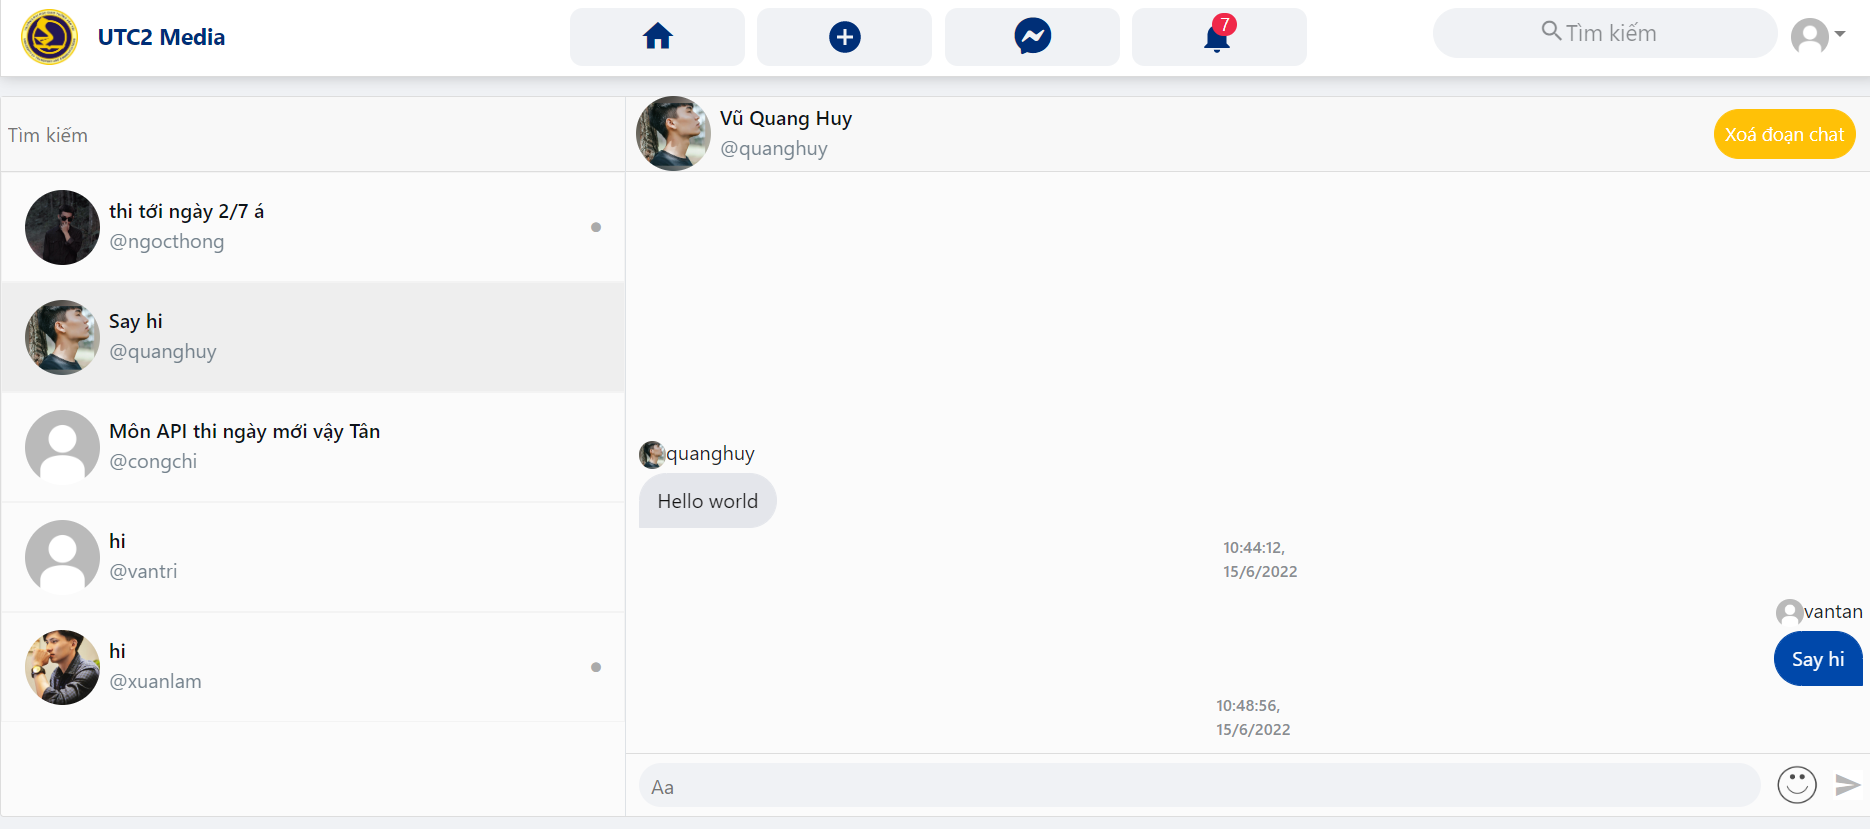 UTC2 Media
7
Tìm kiếm
Tìm kiếm
thi tới ngày 2/7 á
@ngocthong
Say hi
@quanghuy
Môn API thi ngày mới vậy Tân
@congchi
hi
@vantri
hi
@xuanlam
Vũ Quang Huy
@quanghuy
Xoá đoạn chat
quanghuy
Hello world
10:44:12,
15/6/2022
vantan
Say hi
10:48:56,
15/6/2022
Aa